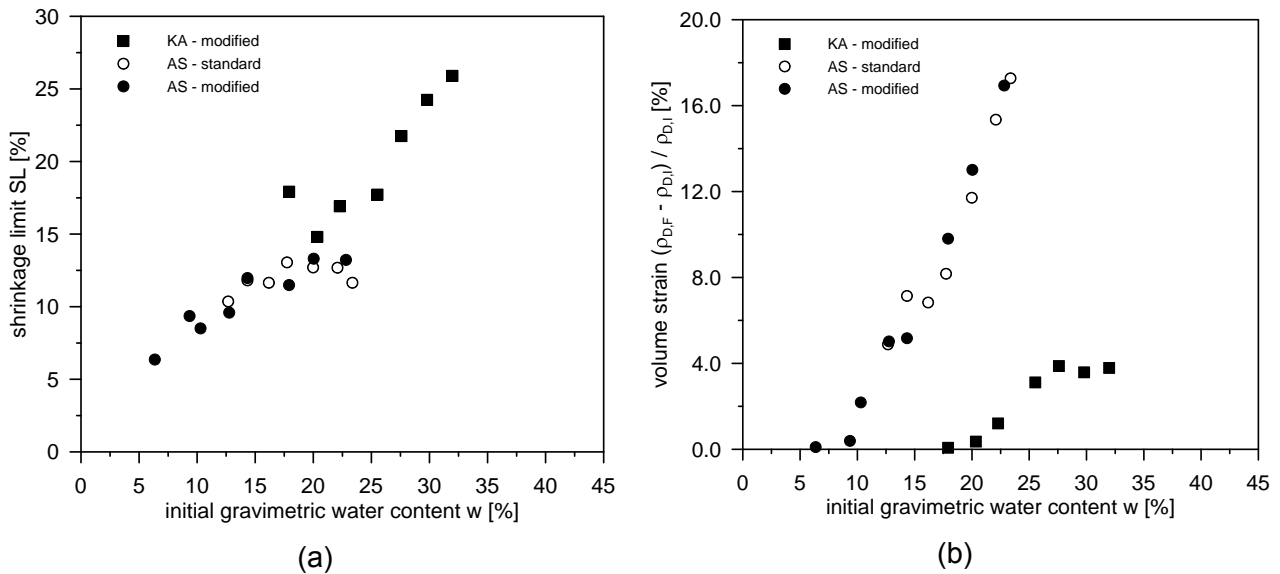 30
25
20
15
10
5
0
shrinkage limit SL [%]
KA - modified
AS - standard
AS - modified
0 5 10 15 20 25 30 35 40 45
initial gravimetric water content w [%]
(a)
20.0
16.0
12.0
8.0
4.0
0.0
volume strain (ρD,F - ρD,I) / ρD,I [%]
KA - modified
AS - standard
AS - modified
0 5 10 15 20 25 30 35 40 45
initial gravimetric water content w [%]
(b)